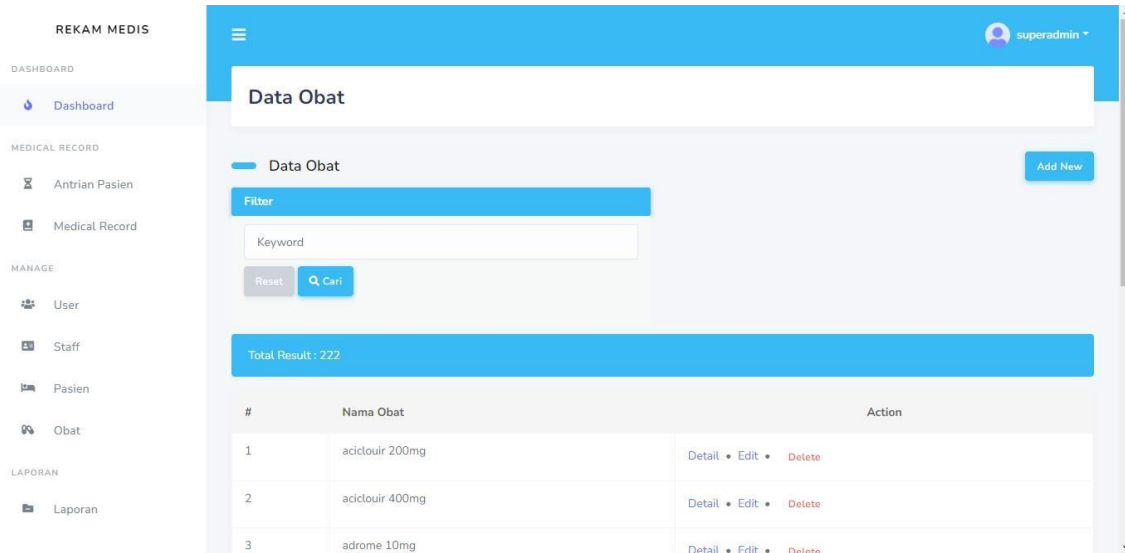 REKAM MEDIS
superadmin
DASHBOARD
Dashboard
MEDICAL RECORD
Antrian Pasien
Medical Record
MANAGE
User
Staff
Pasien
Obat
LAPORAN
Laporan
Data Obat
Data Obat
Add New
Filter
Keyword
Reset
Cari
Total Result : 222
# Nama Obat Action
1 aciclouir 200mg Detail • Edit • Delete
2 aciclouir 400mg Detail • Edit • Delete
3 adrome 10mg Detail • Edit • Delete